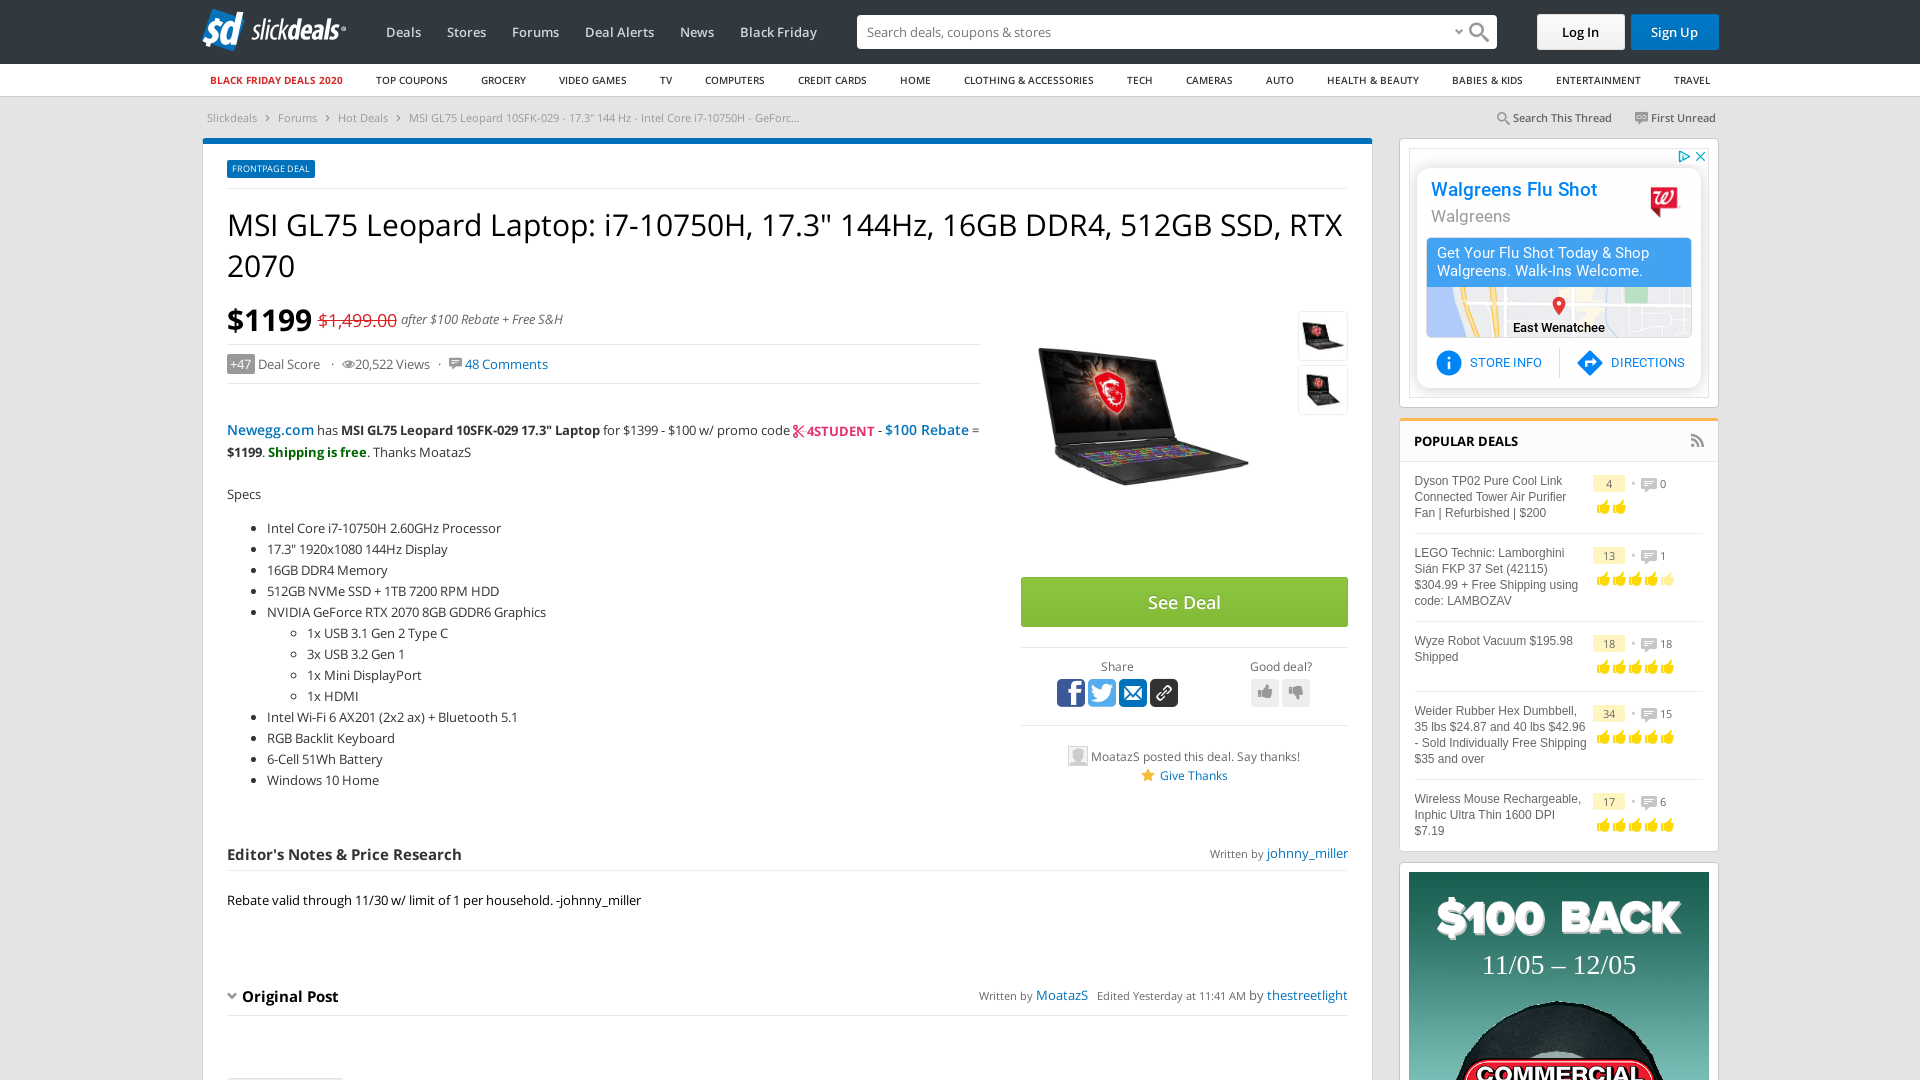 slickdeals
Deals Stores Forums Deal Alerts News Black Friday
Search deals, coupons & stores
Log In Sign Up
BLACK FRIDAY DEALS 2020 TOP COUPONS GROCERY VIDEO GAMES TV COMPUTERS CREDIT CARDS HOME CLOTHING & ACCESSORIES TECH CAMERAS AUTO HEALTH & BEAUTY BABIES & KIDS ENTERTAINMENT TRAVEL
Slickdeals Forums Hot Deals MSI GL75 Leopard 10SFK-029 - 17.3" 144 Hz - Intel Core i7-10750H - GeForc...
Search This Thread First Unread
FRONTPAGE DEAL
MSI GL75 Leopard Laptop: i7-10750H, 17.3" 144Hz, 16GB DDR4, 512GB SSD, RTX
2070
$1199 $1,499.00 after $100 Rebate + Free S&H
+47 Deal Score · 20,522 Views · 48 Comments
Newegg.com has MSI GL75 Leopard 10SFK-029 17.3" Laptop for $1399 - $100 w/ promo code 4STUDENT - $100 Rebate =
$1199. Shipping is free. Thanks MoatazS
Specs
Intel Core i7-10750H 2.60GHz Processor
17.3" 1920x1080 144Hz Display
16GB DDR4 Memory
512GB NVMe SSD + 1TB 7200 RPM HDD
NVIDIA GeForce RTX 2070 8GB GDDR6 Graphics
1x USB 3.1 Gen 2 Type C
3x USB 3.2 Gen 1
1x Mini DisplayPort
1x HDMI
Intel Wi-Fi 6 AX201 (2x2 ax) + Bluetooth 5.1
RGB Backlit Keyboard
6-Cell 51Wh Battery
Windows 10 Home
See Deal
Share Good deal?
MoatazS posted this deal. Say thanks!
Give Thanks
Editor's Notes & Price Research
Written by johnny_miller
Rebate valid through 11/30 w/ limit of 1 per household. -johnny_miller
Original Post
Written by MoatazS Edited Yesterday at 11:41 AM by thestreetlight
Walgreens Flu Shot
Walgreens
Get Your Flu Shot Today & Shop
Walgreens. Walk-Ins Welcome.
East Wenatchee
STORE INFO DIRECTIONS
POPULAR DEALS
Dyson TP02 Pure Cool Link
Connected Tower Air Purifier
Fan | Refurbished | $200
4 0
LEGO Technic: Lamborghini
Sián FKP 37 Set (42115)
$304.99 + Free Shipping using
code: LAMBOZAV
13 1
Wyze Robot Vacuum $195.98
Shipped
18 18
Weider Rubber Hex Dumbbell,
35 lbs $24.87 and 40 lbs $42.96
- Sold Individually Free Shipping
$35 and over
34 15
Wireless Mouse Rechargeable,
Inphic Ultra Thin 1600 DPI
$7.19
17 6
$100 BACK
11/05 – 12/05
COMMERCIAL